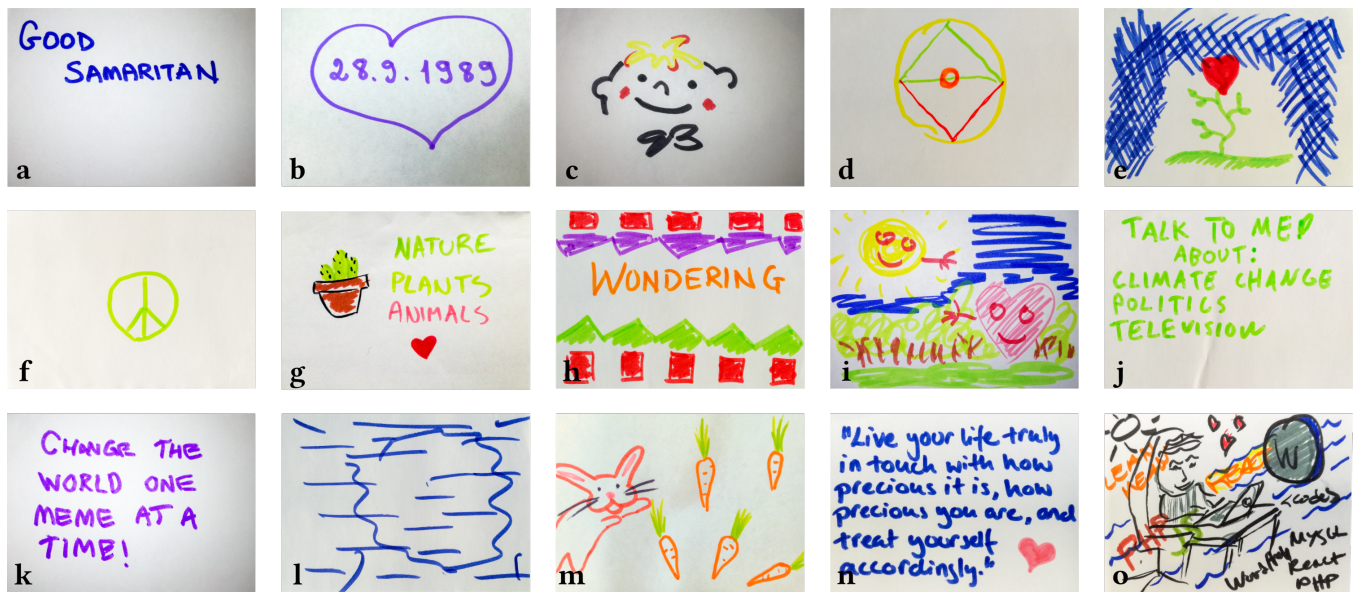 GOOD
SAMARITAN
a
28.9.1989
b
93
c
d
e
f
NATURE
PLANTS
ANIMALS
g
WONDERING
h
i
TALK TO ME
ABOUT:
CLIMATE CHANGE
POLITICS
TELEVISION
j
CHANGE THE
WORLD ONE
MEME AT A
TIME!
k
l
m
"Live your life truly
in touch with how
precious it is, how
precious you are, and
treat yourself
accordingly."
n
W
PHP
<code>
MySQL
React
PHP
o